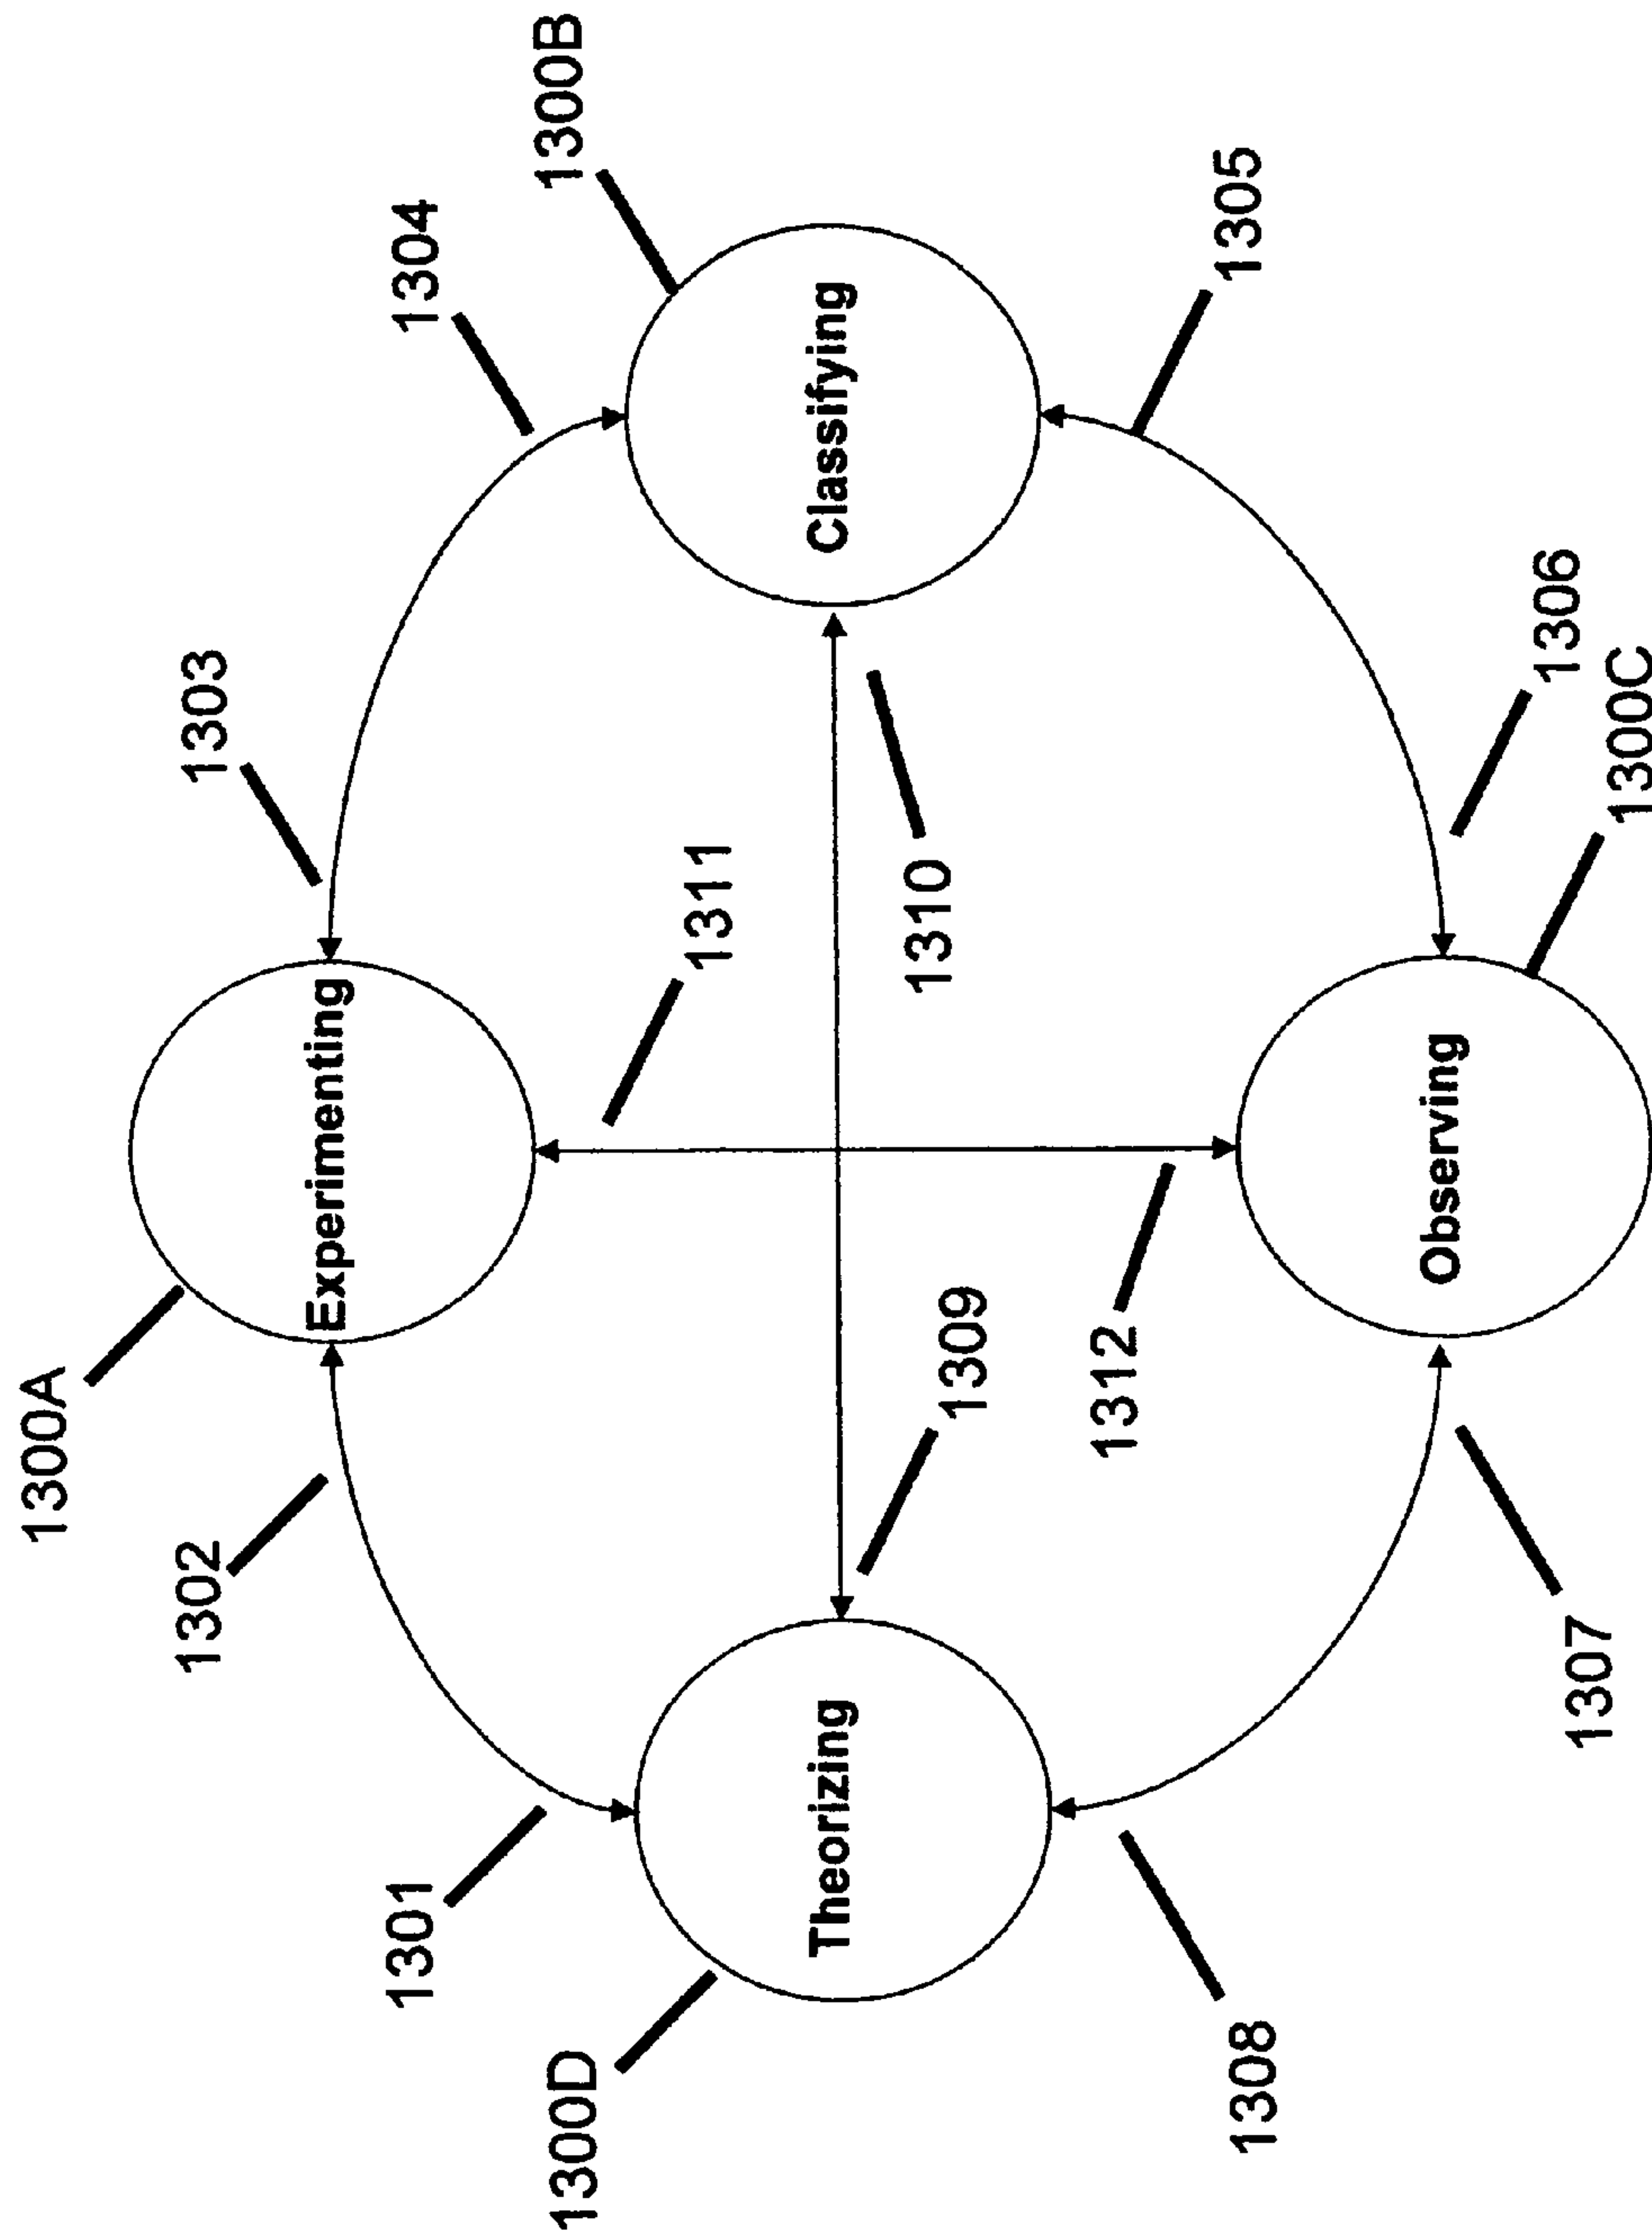 1300A
1302
1303
1304
1300B
1301
1300D
Experimenting
1311
Theorizing
Classifying
1309
1310
1312
1308
1305
1307
Observing
1306
1300C